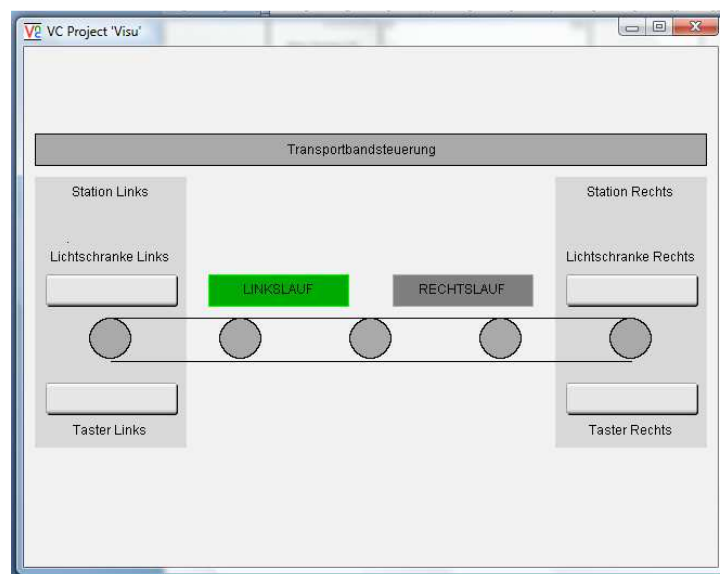 VC Project 'Visu'
Transportbandsteuerung
Station Links
Station Rechts
Lichtschranke Links
Lichtschranke Rechts
LINKSLAUF
RECHTSLAUF
Taster Links
Taster Rechts